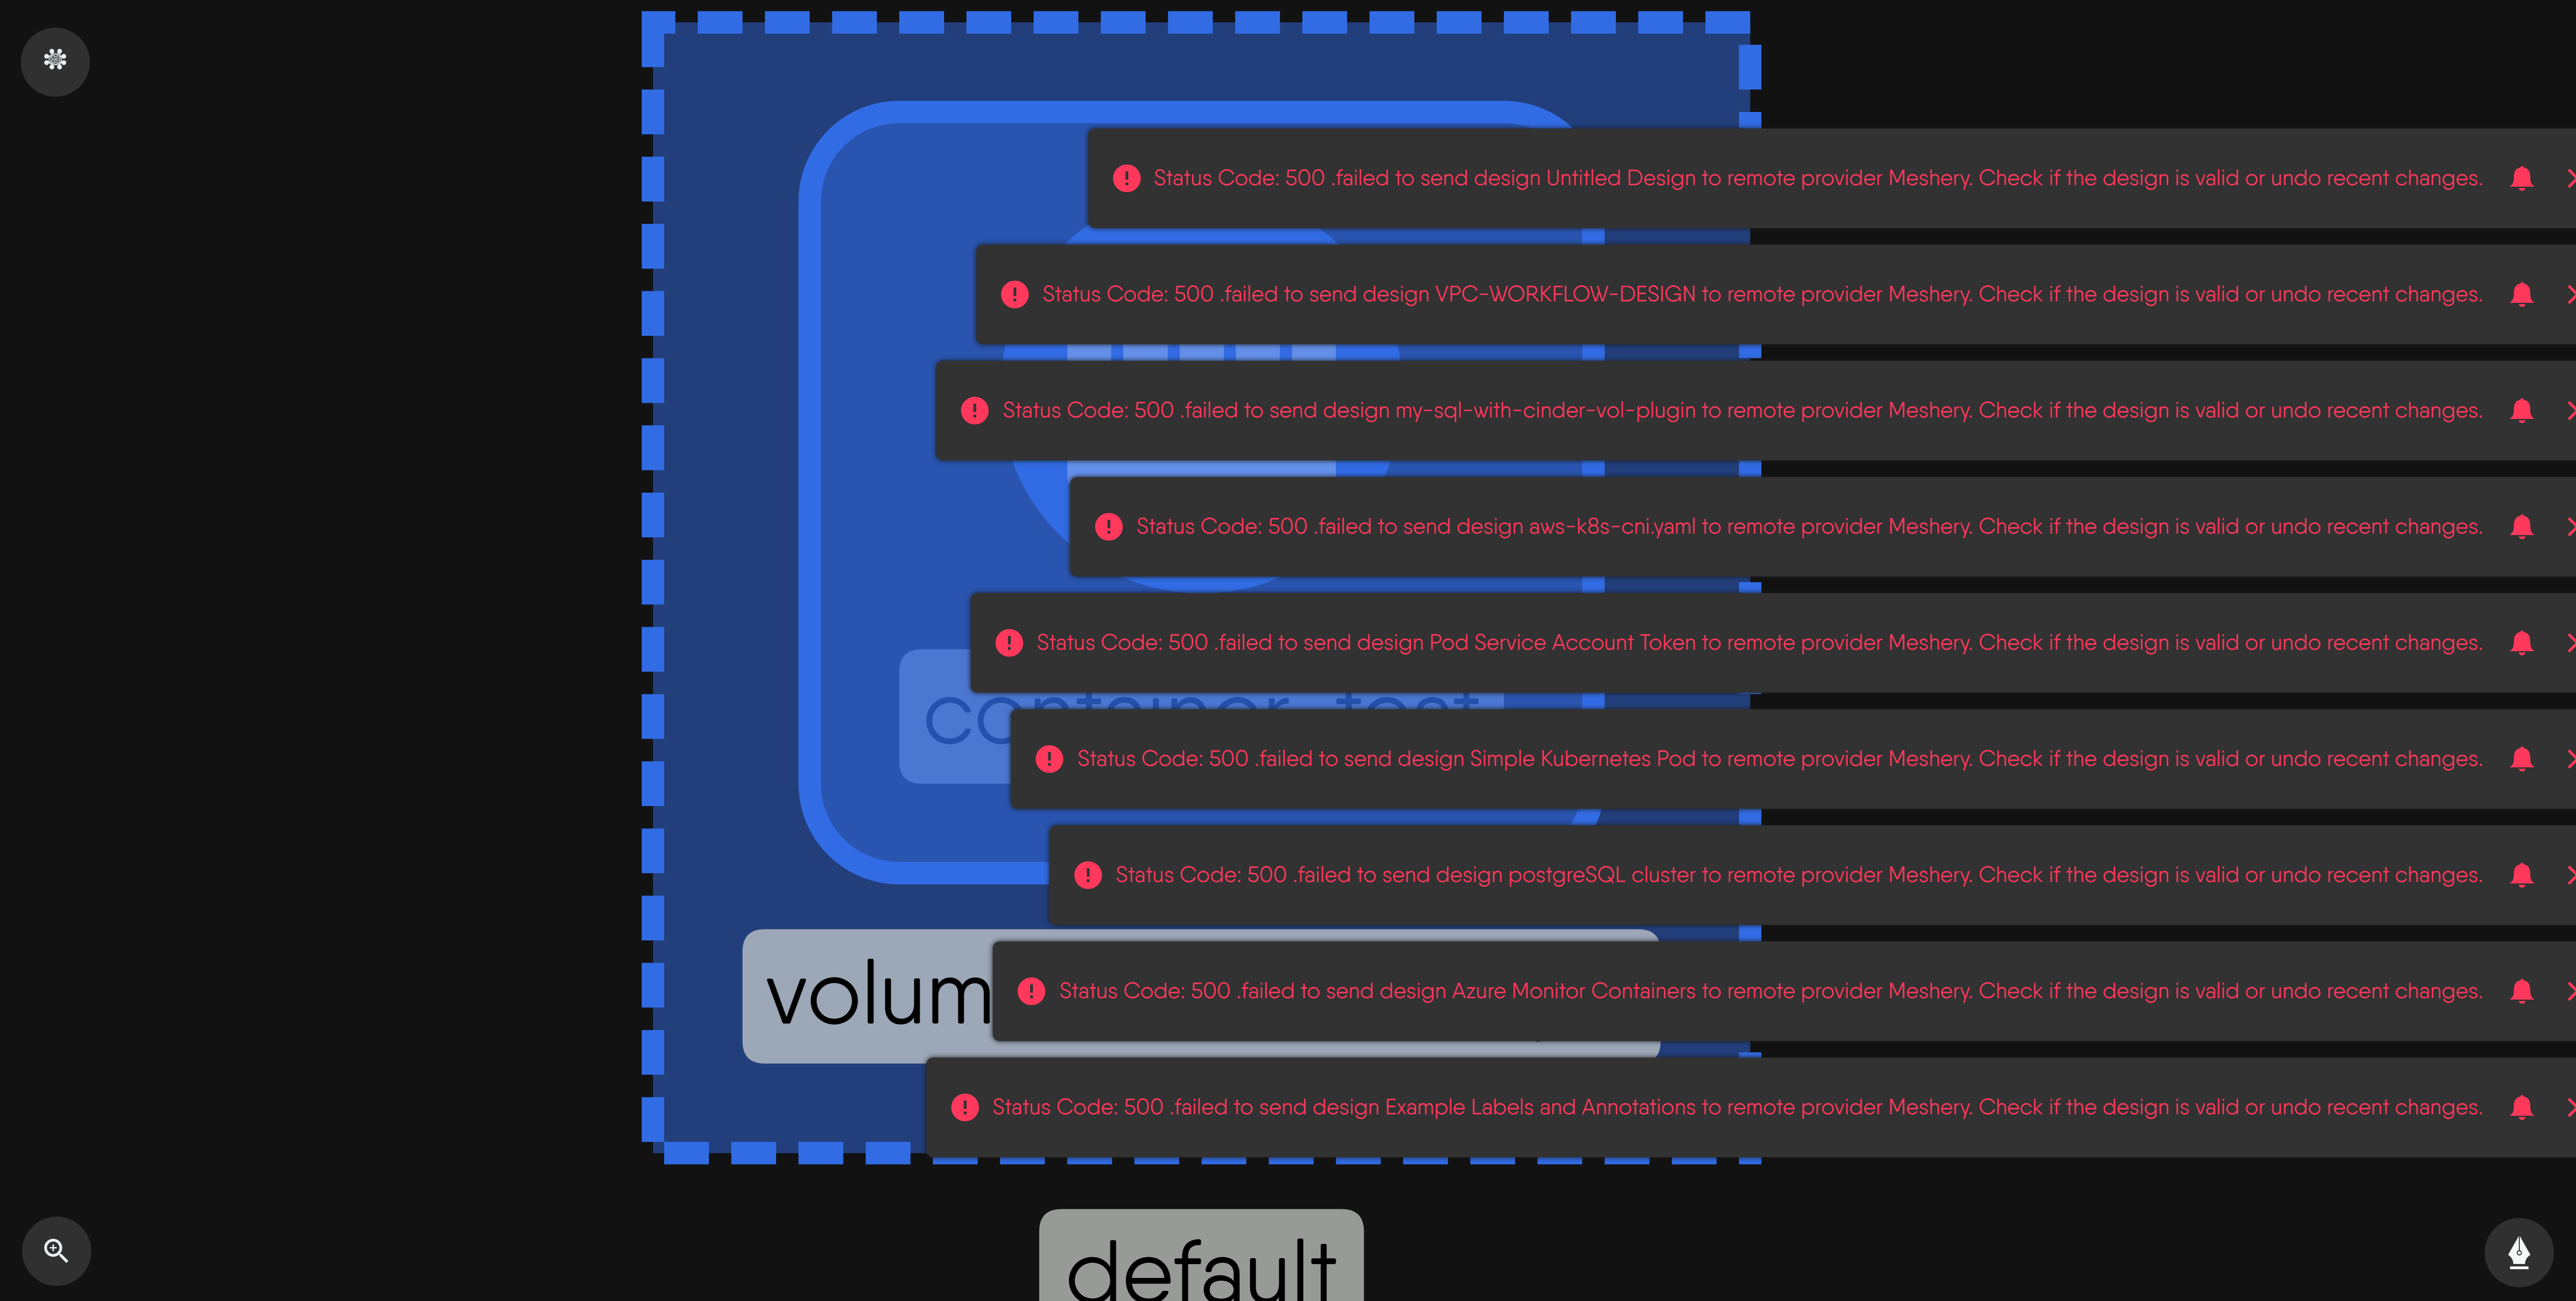 Status Code: 500 .failed to send design Untitled Design to remote provider Meshery. Check if the design is valid or undo recent changes.
Status Code: 500 .failed to send design VPC-WORKFLOW-DESIGN to remote provider Meshery. Check if the design is valid or undo recent changes.
Status Code: 500 .failed to send design my-sql-with-cinder-vol-plugin to remote provider Meshery. Check if the design is valid or undo recent changes.
Status Code: 500 .failed to send design aws-k8s-cni.yaml to remote provider Meshery. Check if the design is valid or undo recent changes.
Status Code: 500 .failed to send design Pod Service Account Token to remote provider Meshery. Check if the design is valid or undo recent changes.
Status Code: 500 .failed to send design Simple Kubernetes Pod to remote provider Meshery. Check if the design is valid or undo recent changes.
Status Code: 500 .failed to send design postgreSQL cluster to remote provider Meshery. Check if the design is valid or undo recent changes.
Status Code: 500 .failed to send design Azure Monitor Containers to remote provider Meshery. Check if the design is valid or undo recent changes.
Status Code: 500 .failed to send design Example Labels and Annotations to remote provider Meshery. Check if the design is valid or undo recent changes.
default